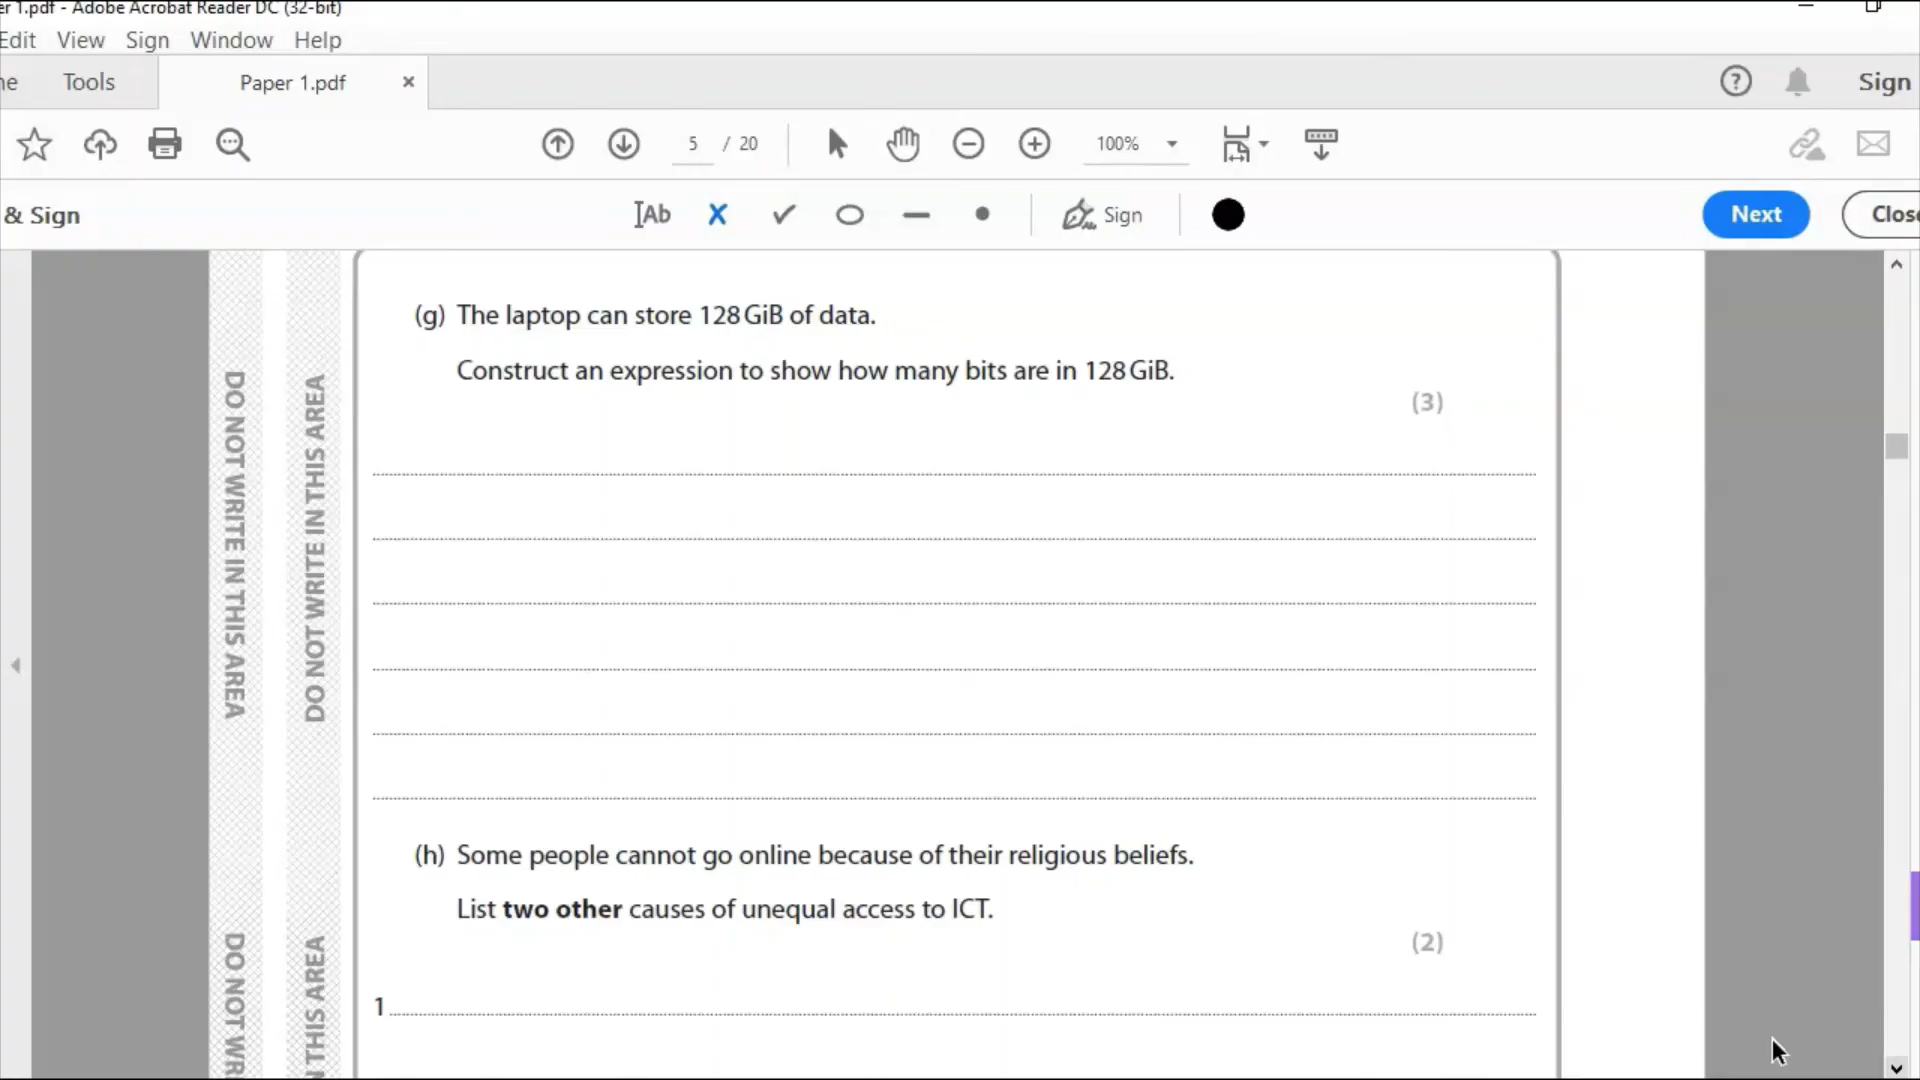 er 1.pdf - Adobe Acrobat Reader DC (32-bit)
Edit View Sign Window Help
ne Tools Paper 1.pdf × Sign
5 / 20 100%
& Sign Ab Sign Next Close
(g) The laptop can store 128 GiB of data.
Construct an expression to show how many bits are in 128 GiB.
(3)
(h) Some people cannot go online because of their religious beliefs.
List two other causes of unequal access to ICT.
(2)
1
DO NOT WRITE IN THIS AREA
DO NOT WRITE IN THIS AREA
DO NOT WR
N THIS AREA